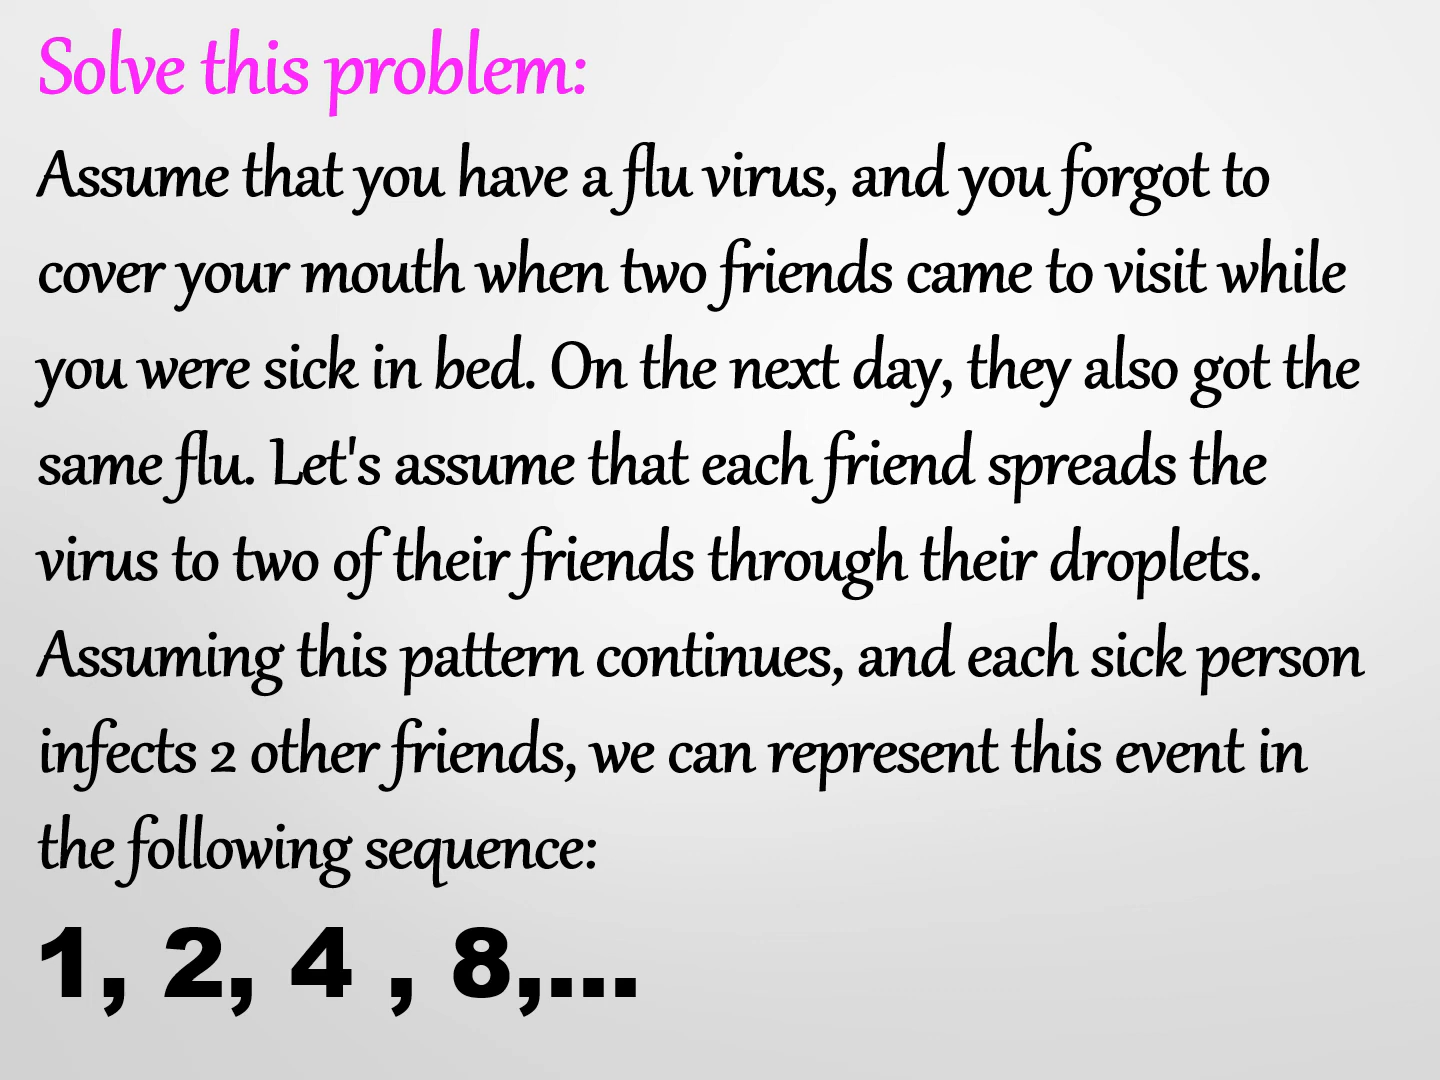 Solve this problem:
Assume that you have a flu virus, and you forgot to
cover your mouth when two friends came to visit while
you were sick in bed. On the next day, they also got the
same flu. Let's assume that each friend spreads the
virus to two of their friends through their droplets.
Assuming this pattern continues, and each sick person
infects 2 other friends, we can represent this event in
the following sequence:
1, 2, 4 , 8,...